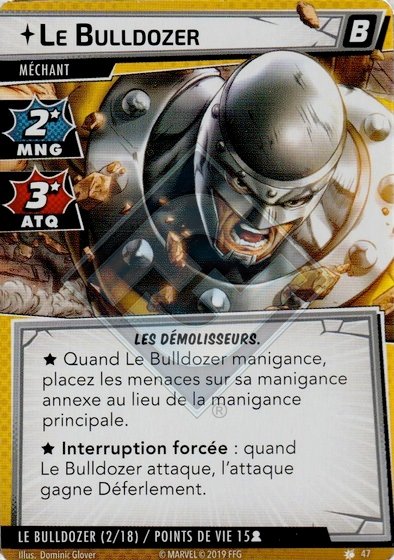 Le Bulldozer
B
MÉCHANT
2★
MNG
3★
ATQ
LES DÉMOLISSEURS.
★ Quand Le Bulldozer manigance,
placez les menaces sur sa manigance
annexe au lieu de la manigance
principale.
★ Interruption forcée : quand
Le Bulldozer attaque, l'attaque
gagne Déferlement.
LE BULLDOZER (2/18) / POINTS DE VIE 15
Illus. Dominic Glover © MARVEL © 2019 FFG 47
®